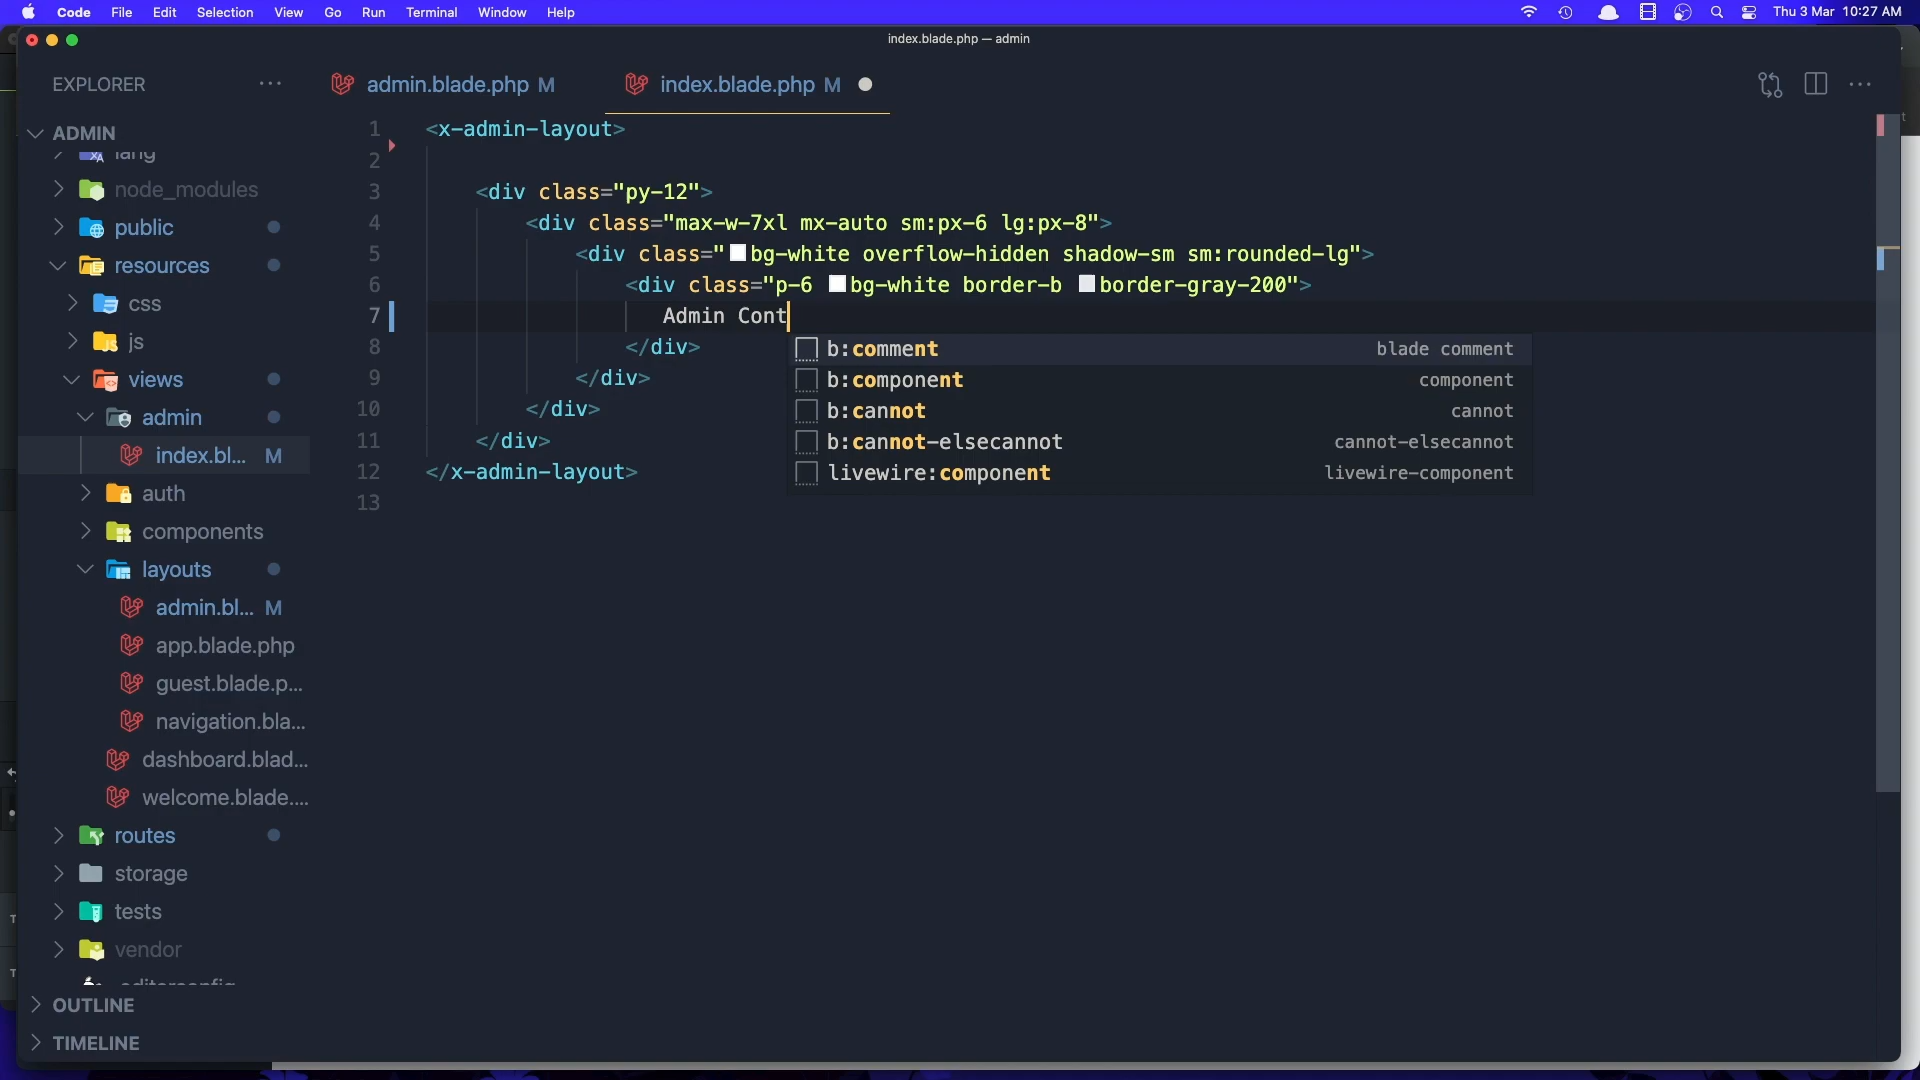 Code File Edit Selection View Go Run Terminal Window Help Thu 3 Mar 10:27 AM
index.blade.php — admin
EXPLORER ···
admin.blade.php M
index.blade.php M
ADMIN
lang
node_modules
public
resources
css
js
views
admin
index.bl... M
auth
components
layouts
admin.bl... M
app.blade.php
guest.blade.p...
navigation.bla...
dashboard.blad...
welcome.blade....
routes
storage
tests
vendor
.editorconfig
OUTLINE
TIMELINE
1 <x-admin-layout>
2
3 <div class="py-12">
4 <div class="max-w-7xl mx-auto sm:px-6 lg:px-8">
5 <div class="bg-white overflow-hidden shadow-sm sm:rounded-lg">
6 <div class="p-6 bg-white border-b border-gray-200">
7 Admin Cont
8 </div>
9 </div>
10 </div>
11 </div>
12 </x-admin-layout>
13
b:comment blade comment
b:component component
b:cannot cannot
b:cannot-elsecannot cannot-elsecannot
livewire:component livewire-component